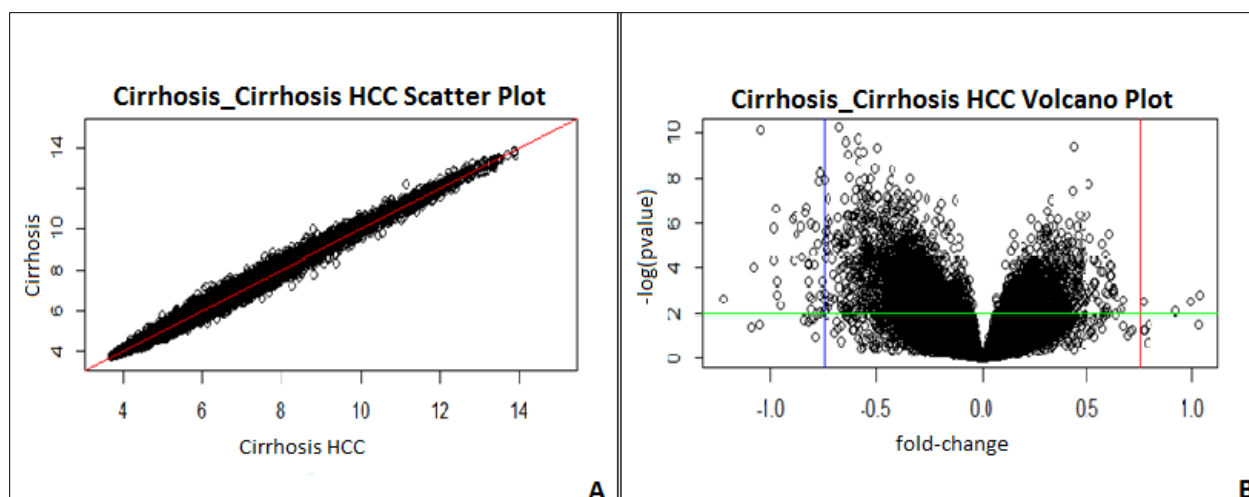 Cirrhosis_Cirrhosis HCC Scatter Plot
Cirrhosis
14
10
8
6
4
4 6 8 10 12 14
Cirrhosis HCC
A
Cirrhosis_Cirrhosis HCC Volcano Plot
-log(pvalue)
10
8
6
4
2
0
-1.0 -0.5 0.0 0.5 1.0
fold-change
B